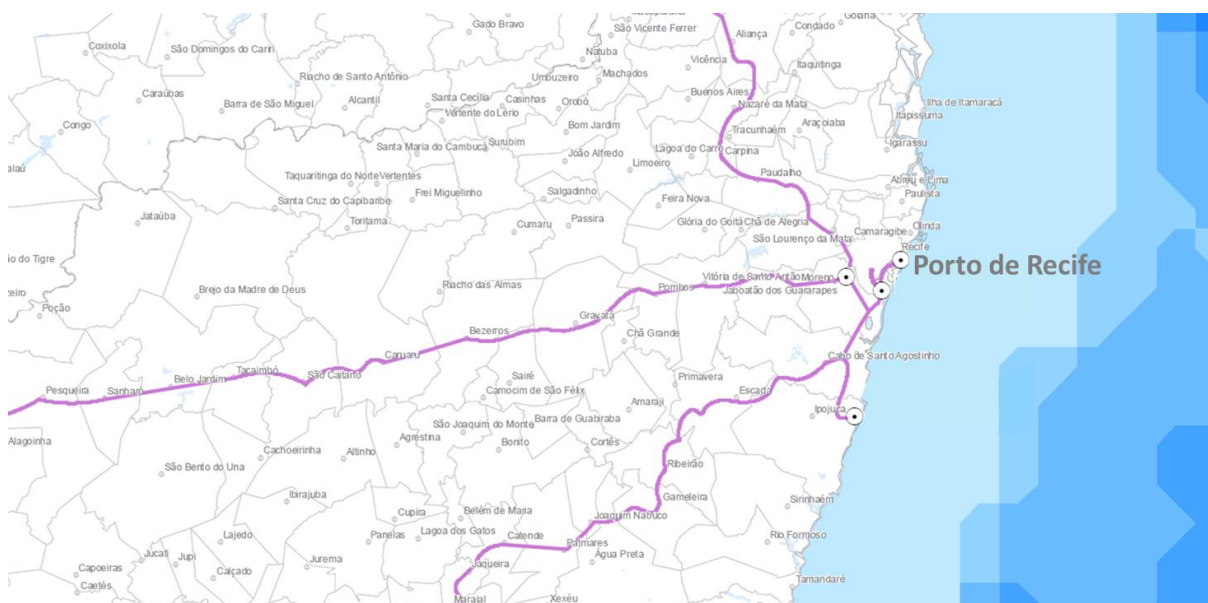 Gado Bravo
São Vicente Ferrer
Condado
Goiana
Coxixola
São Domingos do Cariri
Natuba
Aliança
Umbuzeiro
Machados
Vicência
Itaquitinga
Riacho de Santo Antônio
Caraúbas
Barra de São Miguel
Alcantil
Santa Cecília
Casinhas
Orobó
Buenos Aires
Nazaré da Mata
Ilha de Itamaracá
Vertente do Lério
Itapissuma
Congo
Bom Jardim
Tracunhaém
Araçoiaba
Santa Maria do Cambucá
Surubim
João Alfredo
Lagoa do Carro
Carpina
Igarassu
Limoeiro
Paudalho
Taquaritinga do Norte
Vertentes
Frei Miguelinho
Salgadinho
Abreu e Lima
Paulista
Santa Cruz do Capibaribe
Feira Nova
Jataúba
Toritama
Cumaru
Passira
Glória do Goitá
Chã de Alegria
Camaragibe
Olinda
São Lourenço da Mata
Recife
Porto de Recife
Vitória de Santo Antão
Moreno
Brejo da Madre de Deus
Riacho das Almas
Pombos
Jaboatão dos Guararapes
Poção
Bezerros
Gravatá
Chã Grande
Caruaru
Cabo de Santo Agostinho
Pesqueira
Sanharó
Belo Jardim
Tacaimbó
São Caitano
Sairé
Primavera
Camocim de São Félix
Escada
Amaraji
Ipojuca
Alagoinha
São Joaquim do Monte
Barra de Guabiraba
Agrestina
Bonito
Cortês
Cachoeirinha
Altinho
São Bento do Una
Ribeirão
Ibirajuba
Gameleira
Sirinhaém
Cupira
Belém de Maria
Joaquim Nabuco
Lajedo
Panelas
Lagoa dos Gatos
Catende
Palmares
Rio Formoso
Jucati
Jupi
Jurema
Jaqueira
Água Preta
Capoeiras
Calçado
Caetés
Tamandaré
Maraial
Xexéu